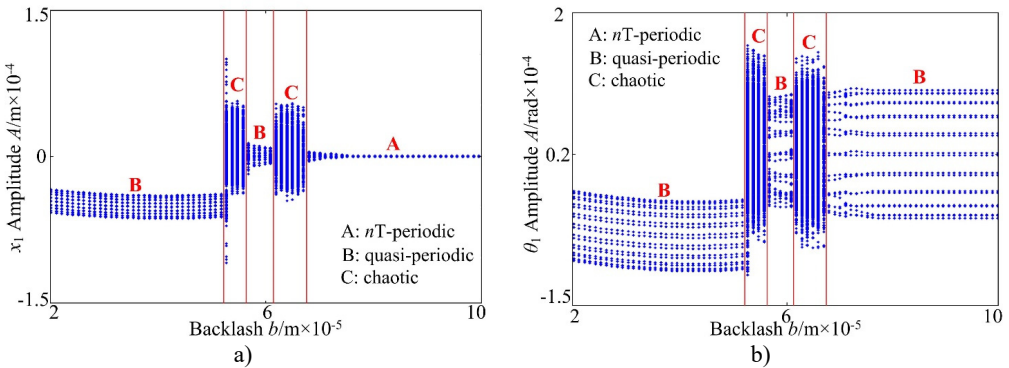 1.5
C
C
B
A
0
B
A: nT-periodic
B: quasi-periodic
C: chaotic
-1.5
2
6
10
x₁ Amplitude A/m×10⁻⁴
Backlash b/m×10⁻⁵
a)
2
A: nT-periodic
B: quasi-periodic
C: chaotic
C
C
B
B
0.2
B
-1.5
2
6
10
θ₁ Amplitude A/rad×10⁻⁴
Backlash b/m×10⁻⁵
b)